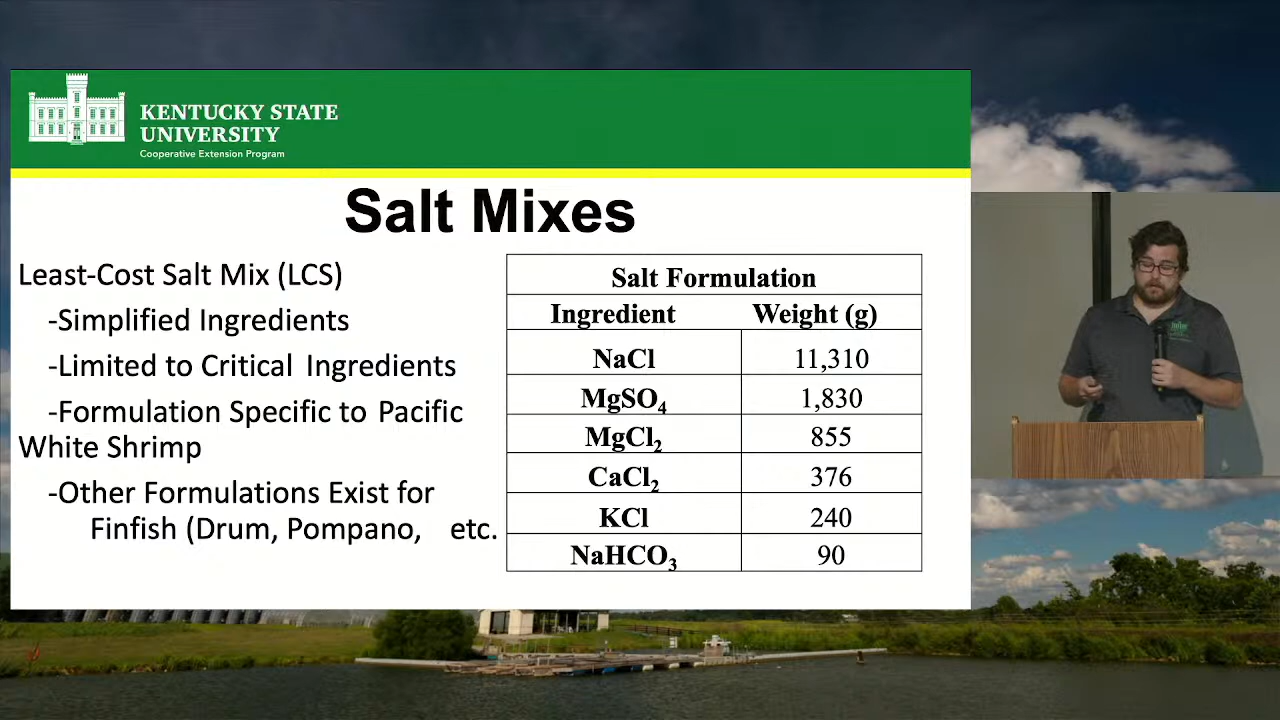 KENTUCKY STATE
UNIVERSITY
Cooperative Extension Program
Salt Mixes
Least-Cost Salt Mix (LCS)
-Simplified Ingredients
-Limited to Critical Ingredients
-Formulation Specific to Pacific
White Shrimp
-Other Formulations Exist for
Finfish (Drum, Pompano, etc.
Salt Formulation
Ingredient Weight (g)
NaCl 11,310
MgSO₄ 1,830
MgCl₂ 855
CaCl₂ 376
KCl 240
NaHCO₃ 90